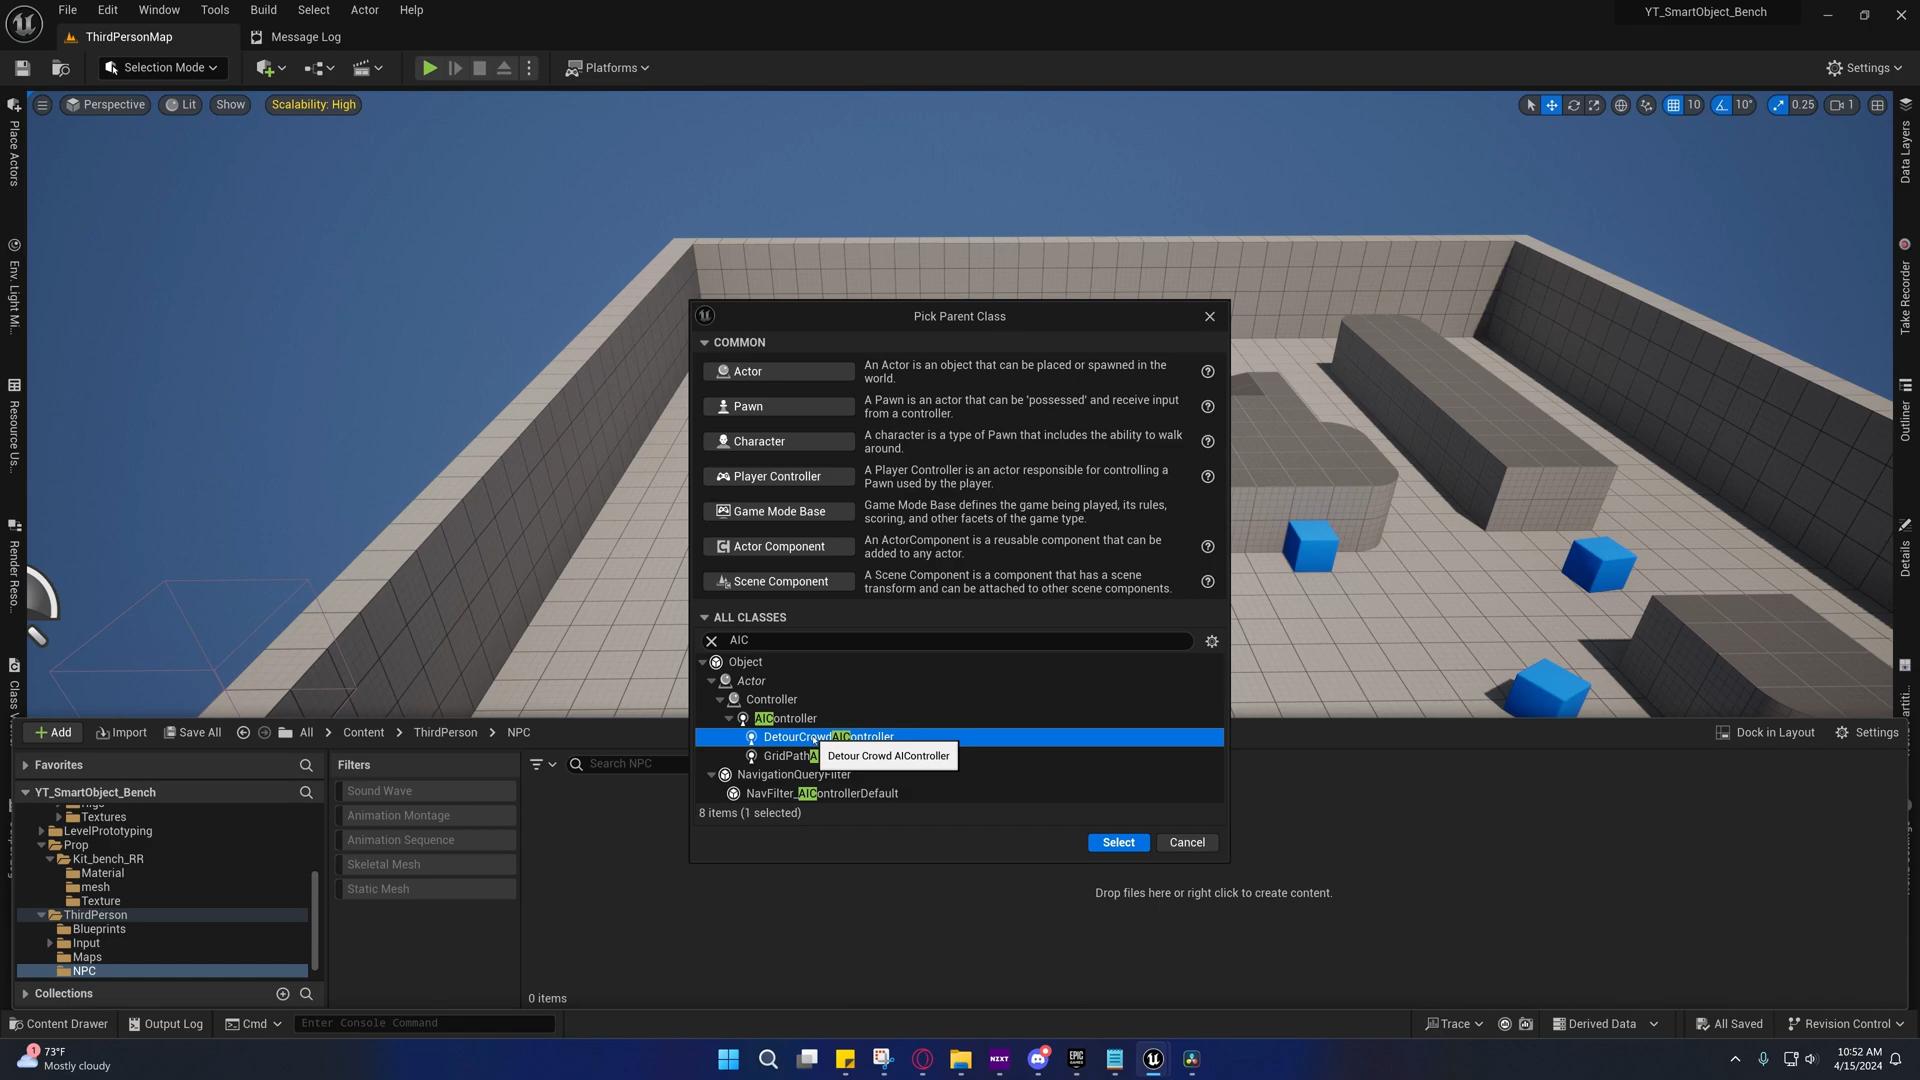 File Edit Window Tools Build Select Actor Help
YT_SmartObject_Bench
ThirdPersonMap
Message Log
Selection Mode
Platforms
Settings
Perspective
Lit
Show
Scalability: High
10
10°
0.25
1
Place Actors
Env. Light Mi...
Resource Us...
Render Reso...
Data Layers
Take Recorder
Outliner
Details
Pick Parent Class
COMMON
Actor
An Actor is an object that can be placed or spawned in the
world.
Pawn
A Pawn is an actor that can be 'possessed' and receive input
from a controller.
Character
A character is a type of Pawn that includes the ability to walk
around.
Player Controller
A Player Controller is an actor responsible for controlling a
Pawn used by the player.
Game Mode Base
Game Mode Base defines the game being played, its rules,
scoring, and other facets of the game type.
Actor Component
An ActorComponent is a reusable component that can be
added to any actor.
Scene Component
A Scene Component is a component that has a scene
transform and can be attached to other scene components.
ALL CLASSES
AIC
Object
Actor
Controller
AIController
DetourCrowdAIController
GridPathA
Detour Crowd AIController
NavigationQueryFilter
NavFilter_AIControllerDefault
8 items (1 selected)
Select
Cancel
Add
Import
Save All
All
Content
ThirdPerson
NPC
Dock in Layout
Settings
Favorites
YT_SmartObject_Bench
Textures
LevelPrototyping
Prop
Kit_bench_RR
Material
mesh
Texture
ThirdPerson
Blueprints
Input
Maps
NPC
Collections
Filters
Sound Wave
Animation Montage
Animation Sequence
Skeletal Mesh
Static Mesh
Search NPC
Drop files here or right click to create content.
0 items
Content Drawer
Output Log
Cmd
Enter Console Command
Trace
Derived Data
All Saved
Revision Control
1
73°F
Mostly cloudy
NZXT
EPIC
GAMES
10:52 AM
4/15/2024